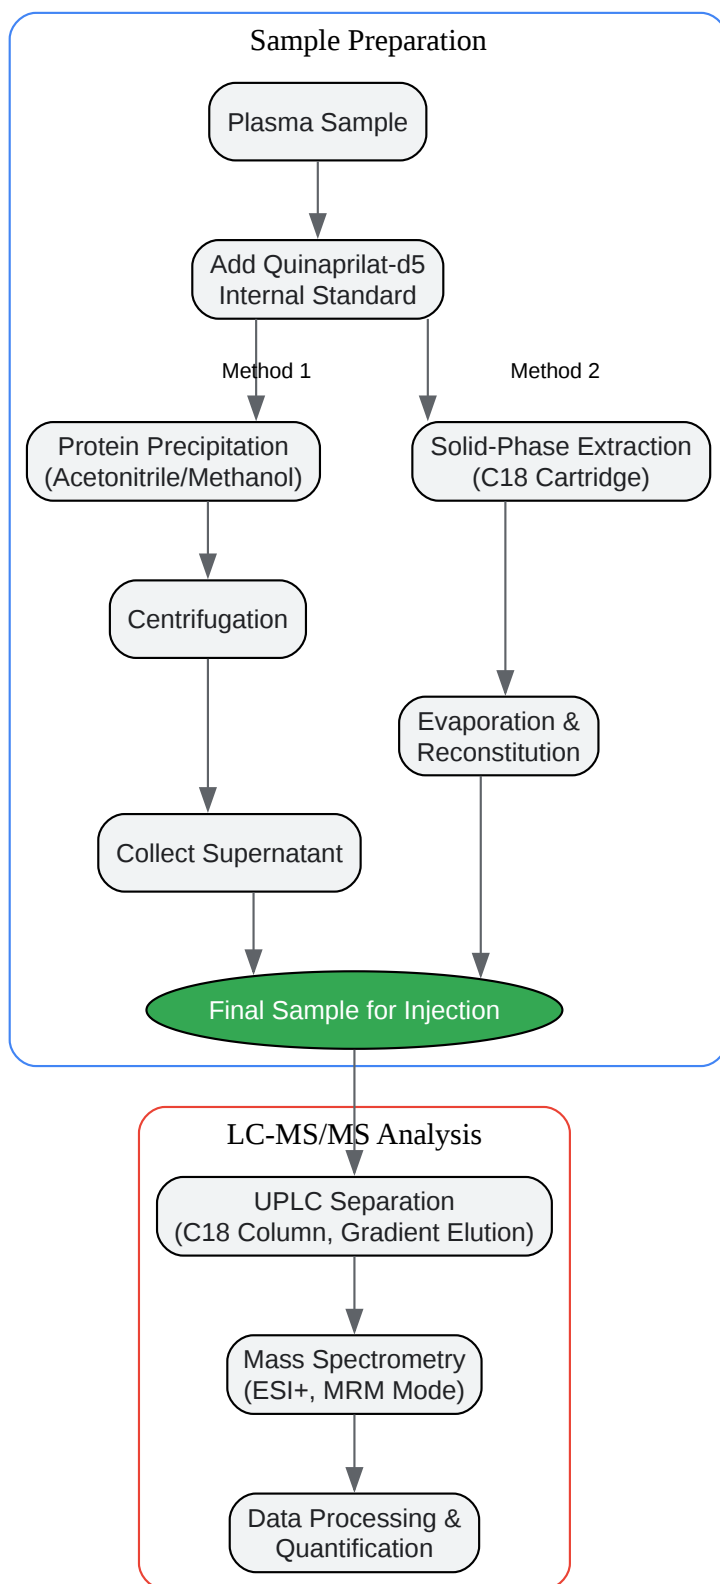 Sample Preparation
Plasma Sample
Add Quinaprilat-d5
Internal Standard
Method 1
Method 2
Protein Precipitation
(Acetonitrile/Methanol)
Solid-Phase Extraction
(C18 Cartridge)
Centrifugation
Evaporation &
Reconstitution
Collect Supernatant
Final Sample for Injection
LC-MS/MS Analysis
UPLC Separation
(C18 Column, Gradient Elution)
Mass Spectrometry
(ESI+, MRM Mode)
Data Processing &
Quantification